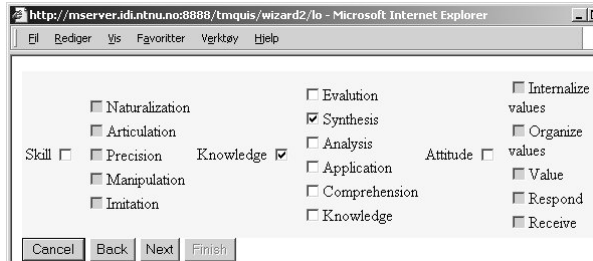 http://mserver.idi.ntnu.no:8888/tmquis/wizard2/lo - Microsoft Internet Explorer
Fil Rediger Vis Favoritter Verktøy Hjelp
Skill
Naturalization
Articulation
Precision
Manipulation
Imitation
Knowledge
Evalution
Synthesis
Analysis
Application
Comprehension
Knowledge
Attitude
Internalize
values
Organize
values
Value
Respond
Receive
Cancel Back Next Finish